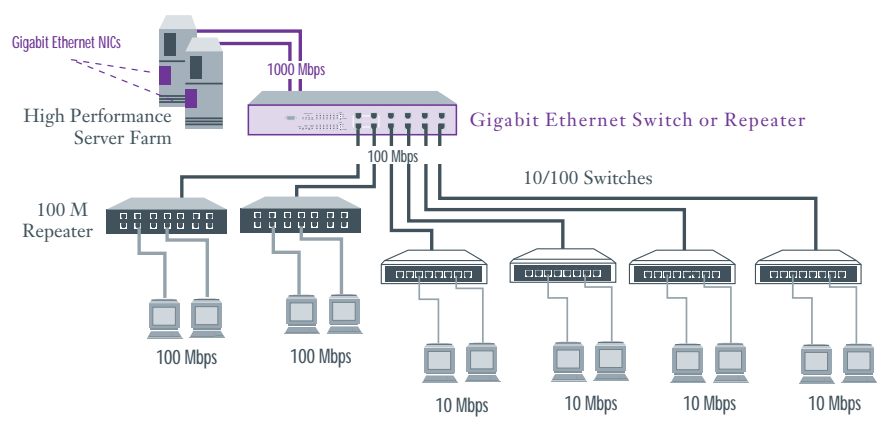 Gigabit Ethernet NICs
1000 Mbps
High Performance
Server Farm
Gigabit Ethernet Switch or Repeater
100 Mbps
10/100 Switches
100 M
Repeater
100 Mbps
100 Mbps
10 Mbps
10 Mbps
10 Mbps
10 Mbps